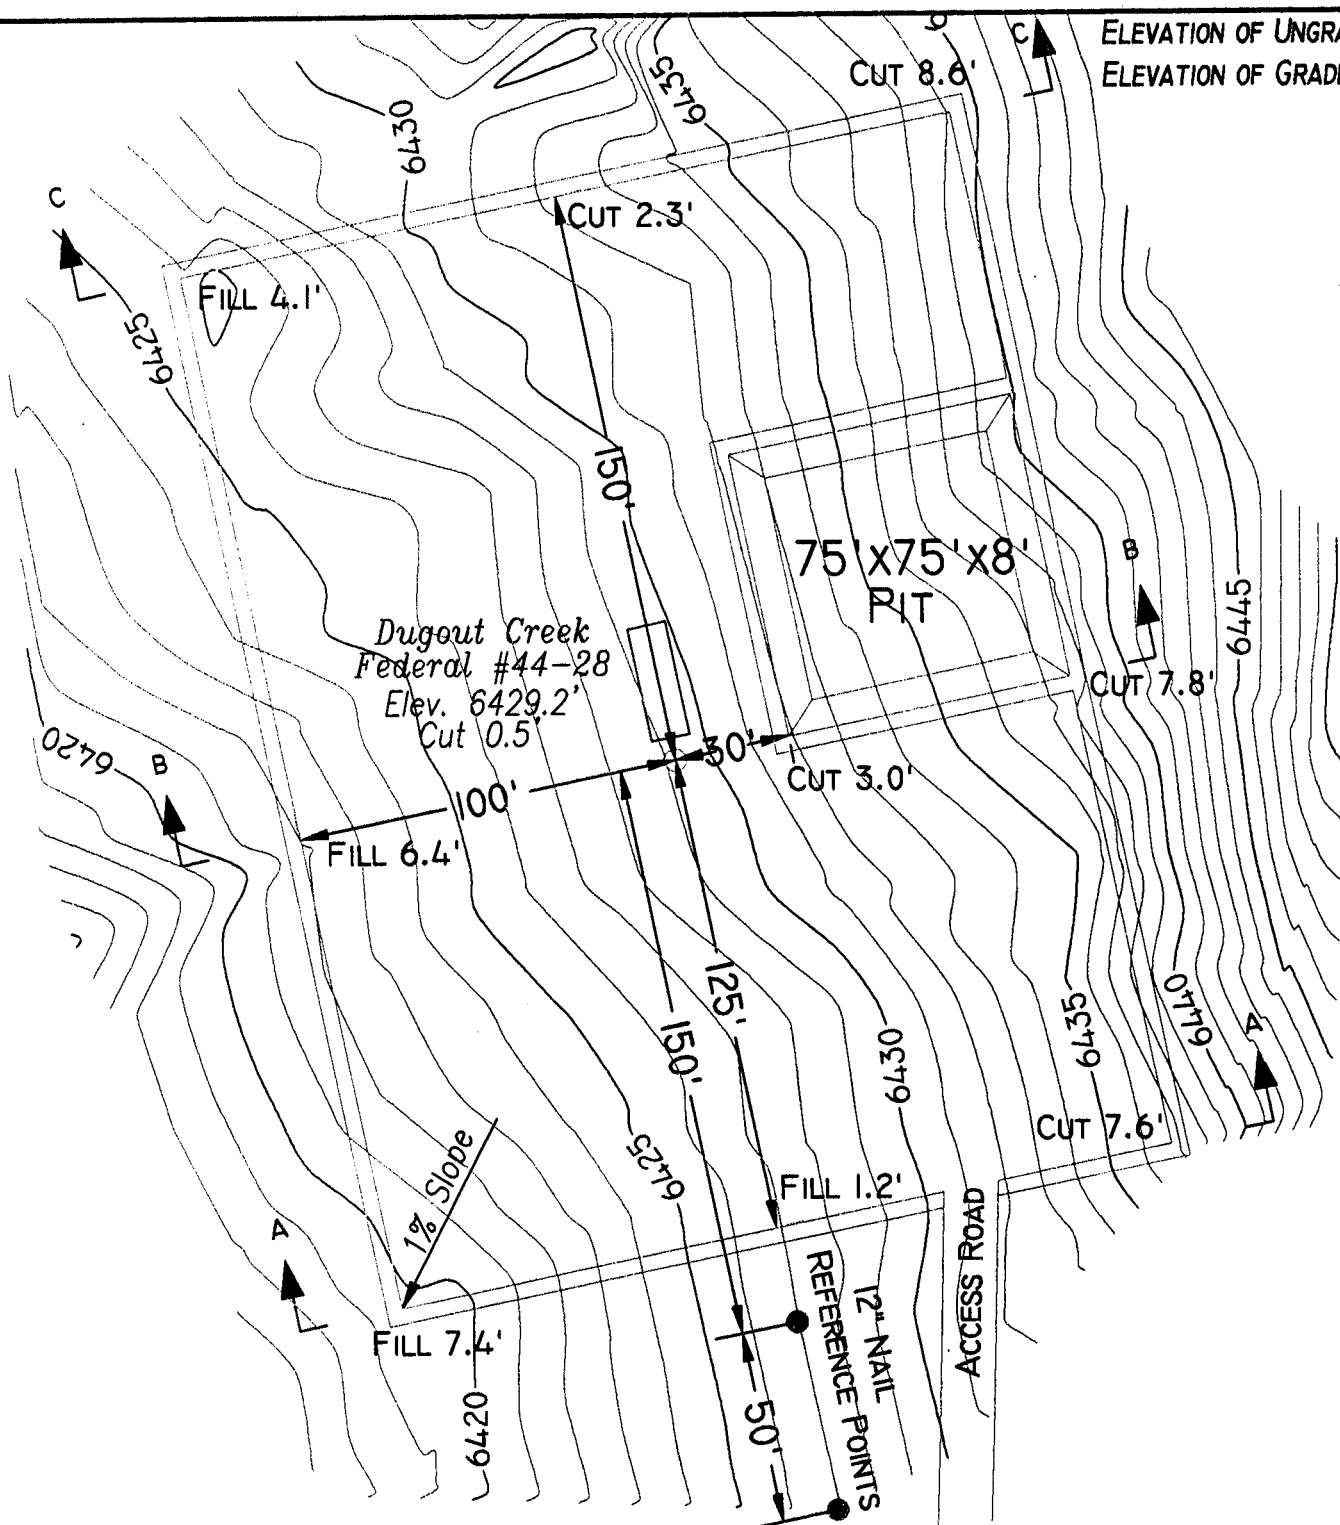 ELEVATION OF
ELEVATION OF
C
CUT 8.6'
6435
6430
C
CUT 2.3'
FILL 4.1'
6425
150'
75'x75'x8'
PIT
B
6445
Dugout Creek
Federal #44-28
Elev. 6429.2'
Cut 0.5'
CUT 7.8'
6420
B
30'
CUT 3.0'
100'
FILL 6.4'
125'
150'
6430
6435
6440
A
CUT 7.6'
1% Slope
6425
FILL 1.2'
A
FILL 7.4'
6420
12" NAIL
REFERENCE POINTS
ACCESS ROAD
50'